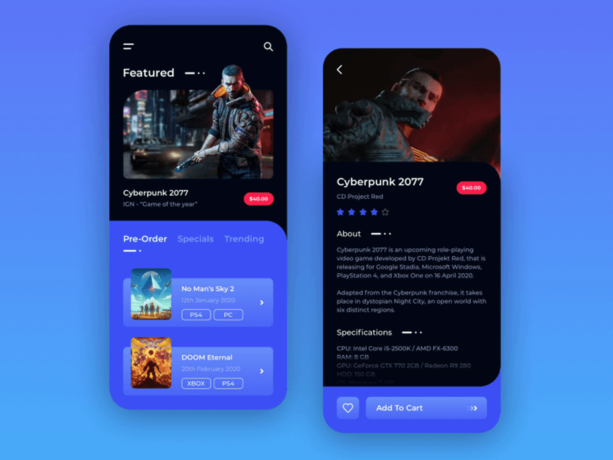 Featured
Cyberpunk 2077
IGN - "Game of the year"
$40.00
Pre-Order
Specials
Trending
No Man's Sky 2
12th January 2020
PS4
PC
DOOM Eternal
20th February 2020
XBOX
PS4
Cyberpunk 2077
CD Project Red
$40.00
About
Cyberpunk 2077 is an upcoming role-playing
video game developed by CD Projekt Red, that is
releasing for Google Stadia, Microsoft Windows,
PlayStation 4, and Xbox One on 16 April 2020.
Adapted from the Cyberpunk franchise, it takes
place in dystopian Night City, an open world with
six distinct regions.
Specifications
CPU: Intel Core i5-2500K / AMD FX-6300
RAM: 8 GB
GPU: GeForce GTX 770 2GB / Radeon R9 280
HDD: 150 GB
Add To Cart